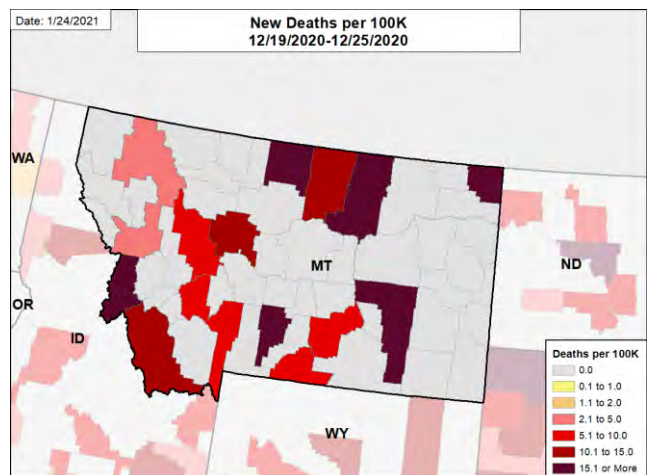 Date: 1/24/2021
New Deaths per 100K
12/19/2020-12/25/2020
WA
MT
ND
OR
ID
WY
Deaths per 100K
0.0
0.1 to 1.0
1.1 to 2.0
2.1 to 5.0
5.1 to 10.0
10.1 to 15.0
15.1 or More